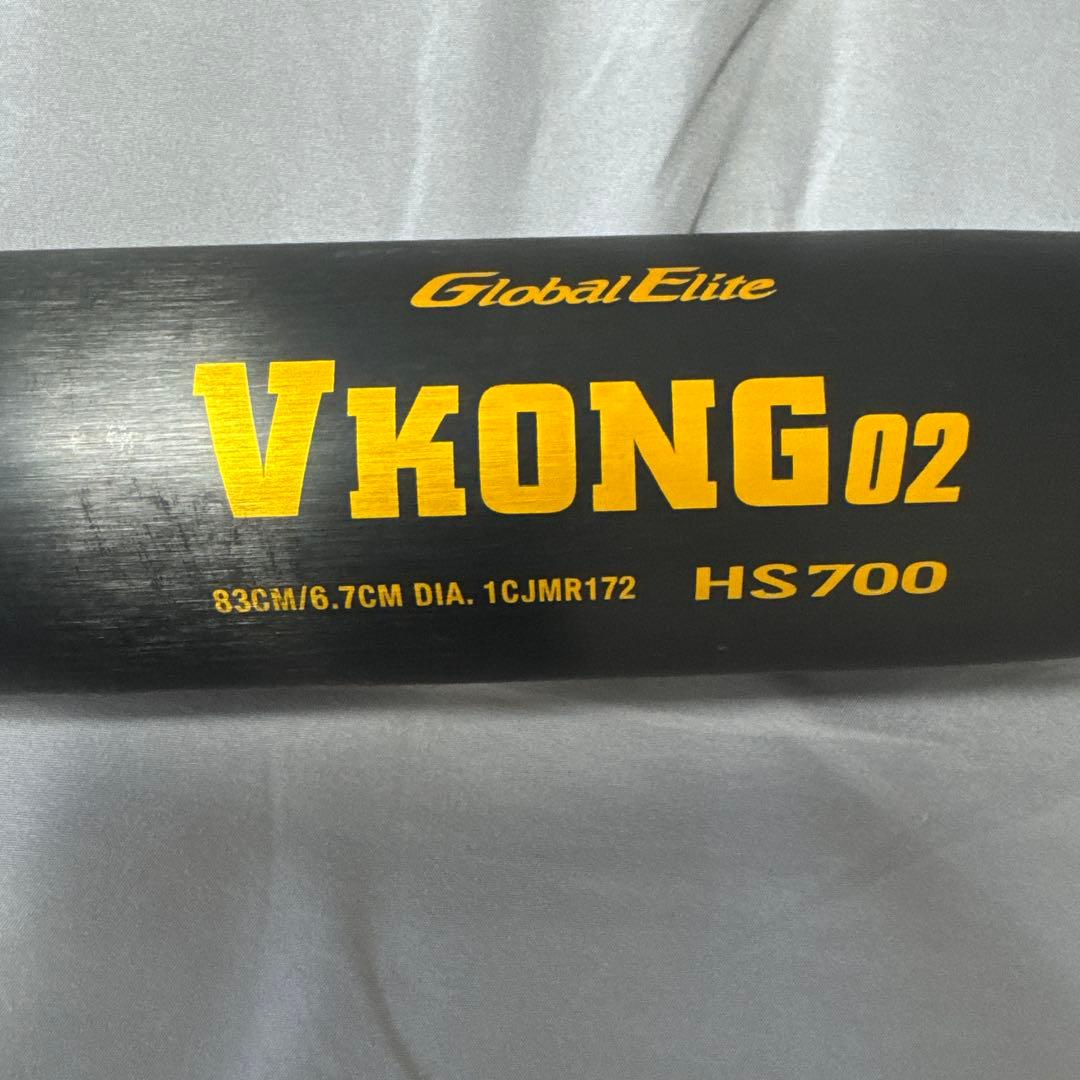 Global Elite
VKONG02
83CM/6.7CM DIA. 1CJMR172 HS700